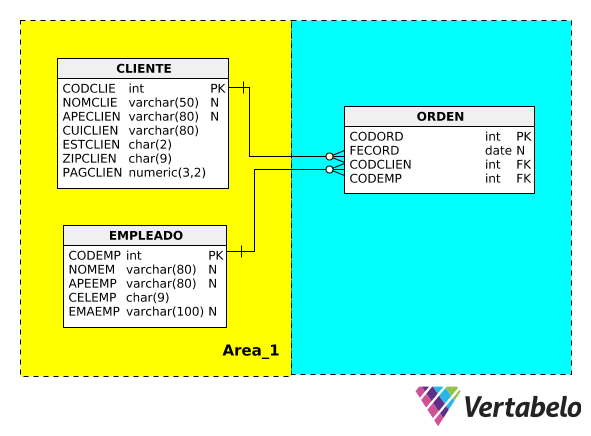 CLIENTE
CODCLIE int PK
NOMCLIE varchar(50) N
APECLIEN varchar(80) N
CUICLIEN varchar(80)
ESTCLIEN char(2)
ZIPCLIEN char(9)
PAGCLIEN numeric(3,2)
ORDEN
CODORD int PK
FECORD date N
CODCLIEN int FK
CODEMP int FK
EMPLEADO
CODEMP int PK
NOMEM varchar(80) N
APEEMP varchar(80) N
CELEMP char(9)
EMAEMP varchar(100) N
Area_1
Vertabelo